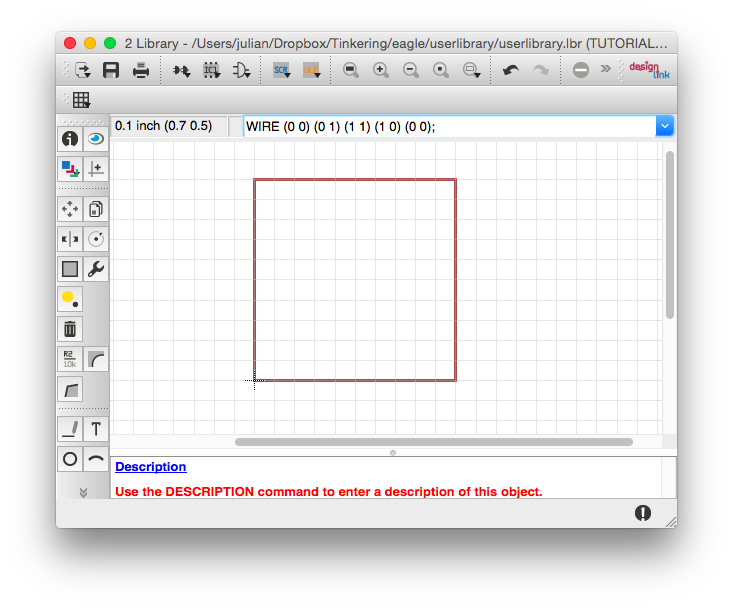 2 Library - /Users/julian/Dropbox/Tinkering/eagle/userlibrary/userlibrary.lbr (TUTORIAL…
SCR
ULP
design
link
0.1 inch (0.7 0.5)
WIRE (0 0) (0 1) (1 1) (1 0) (0 0);
R2
10k
T
Description
Use the DESCRIPTION command to enter a description of this object.